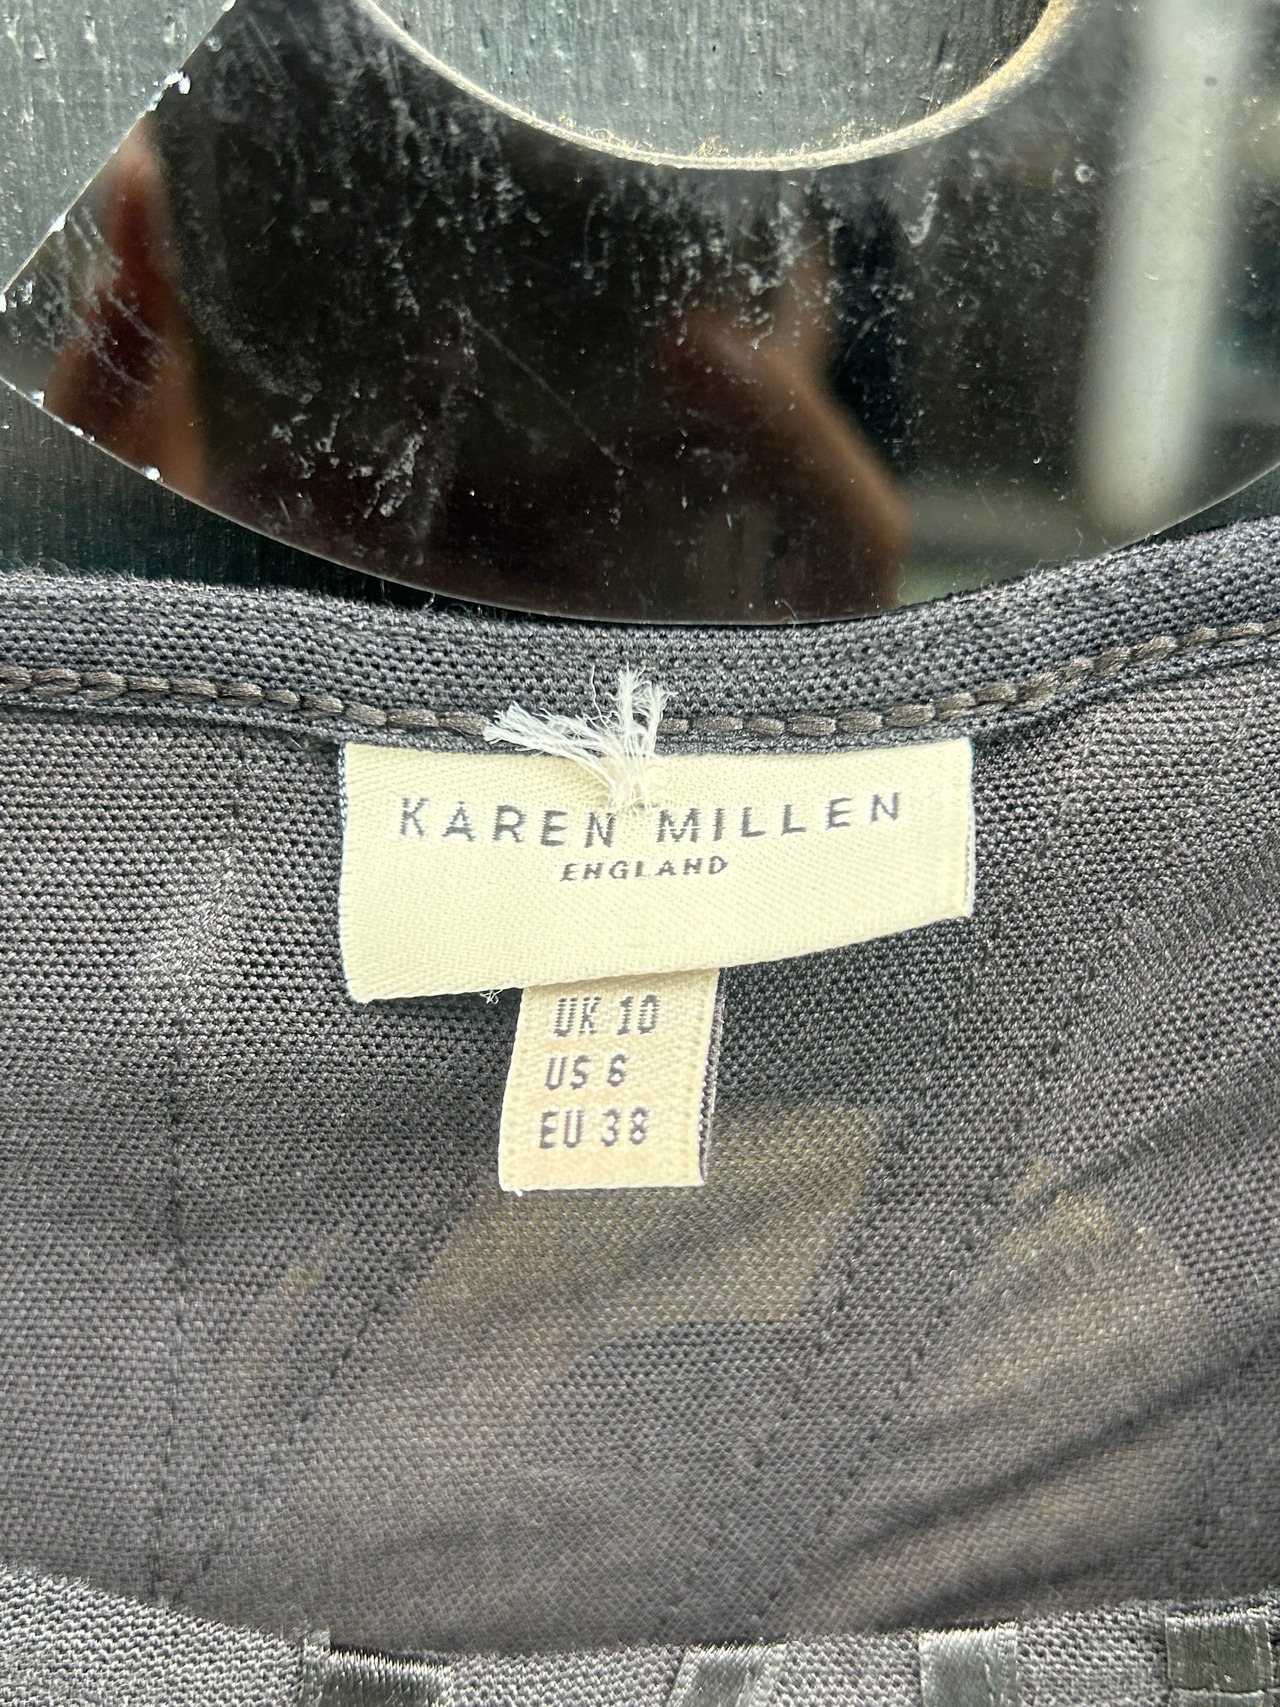 KAREN MILLEN
ENGLAND
UK 10
US 6
EU 38